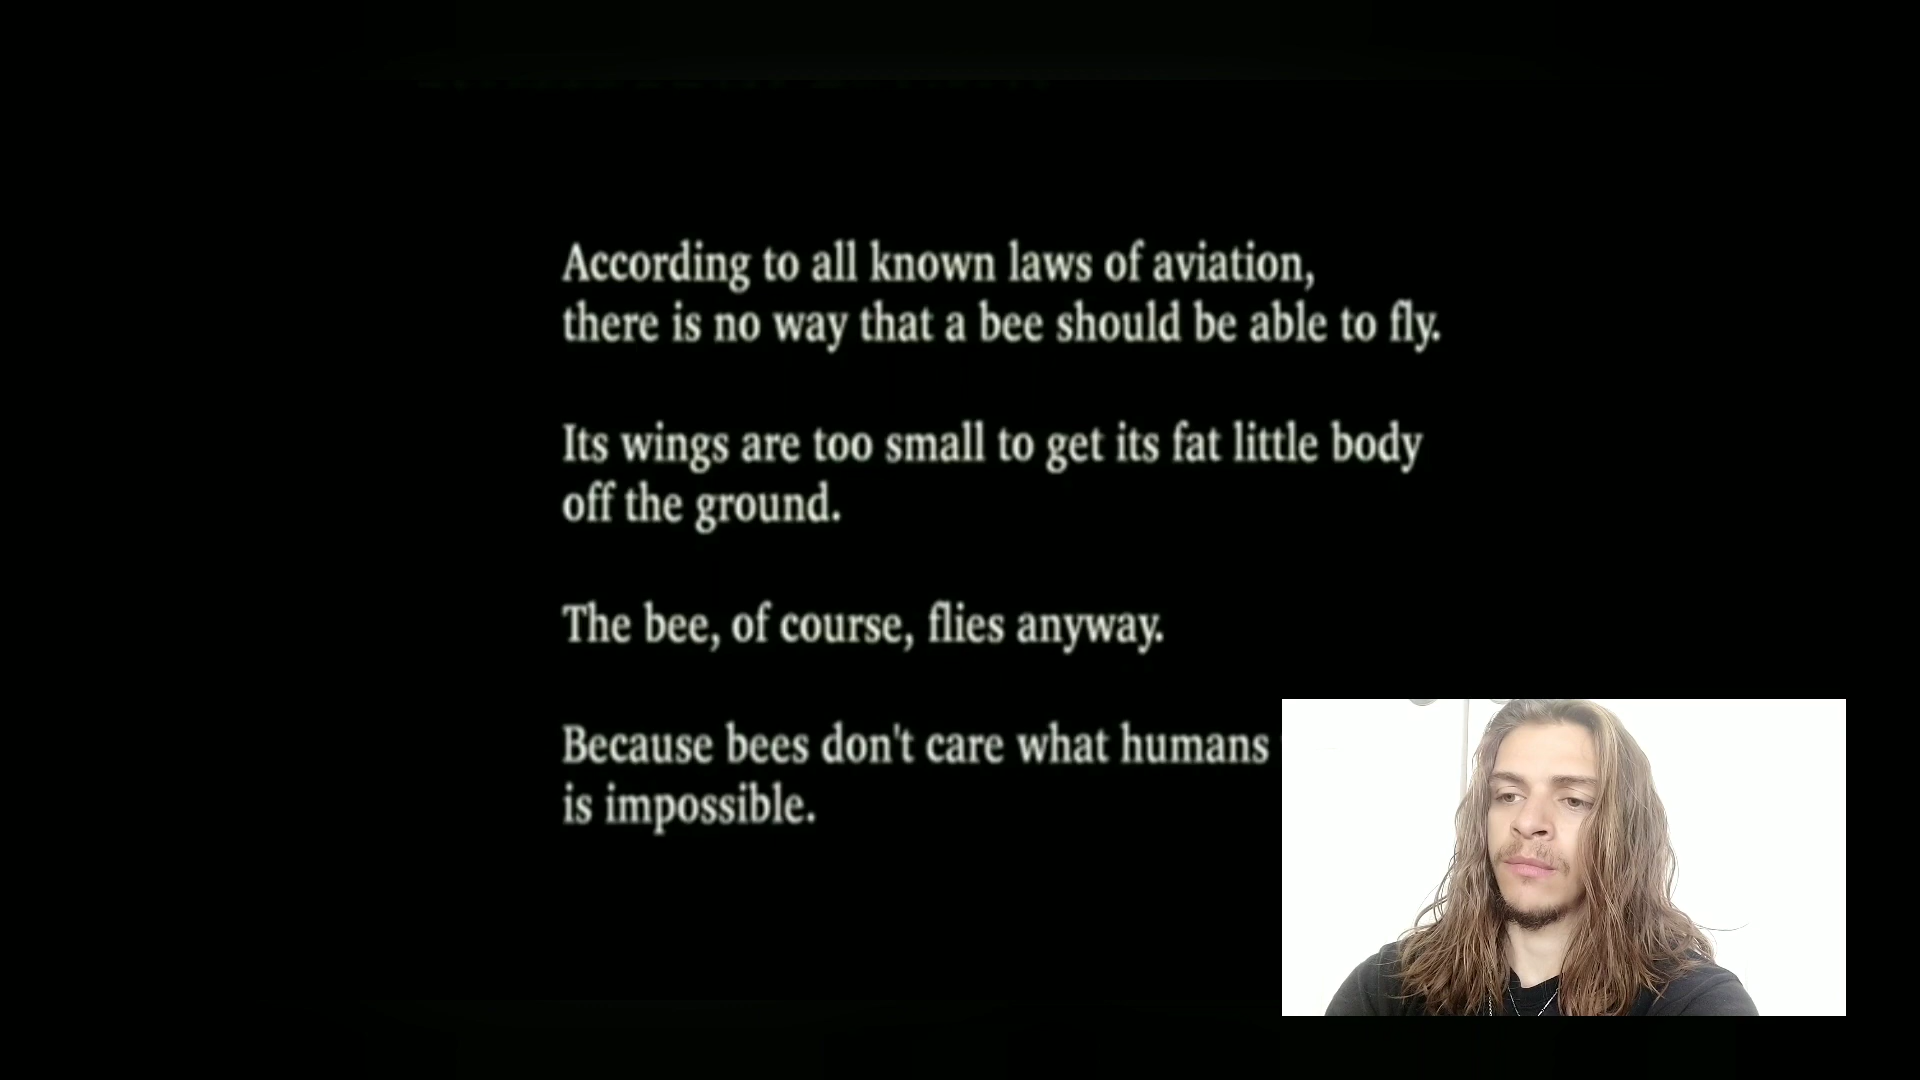 According to all known laws of aviation,
there is no way that a bee should be able to fly.
Its wings are too small to get its fat little body
off the ground.
The bee, of course, flies anyway.
Because bees don't care what humans
is impossible.